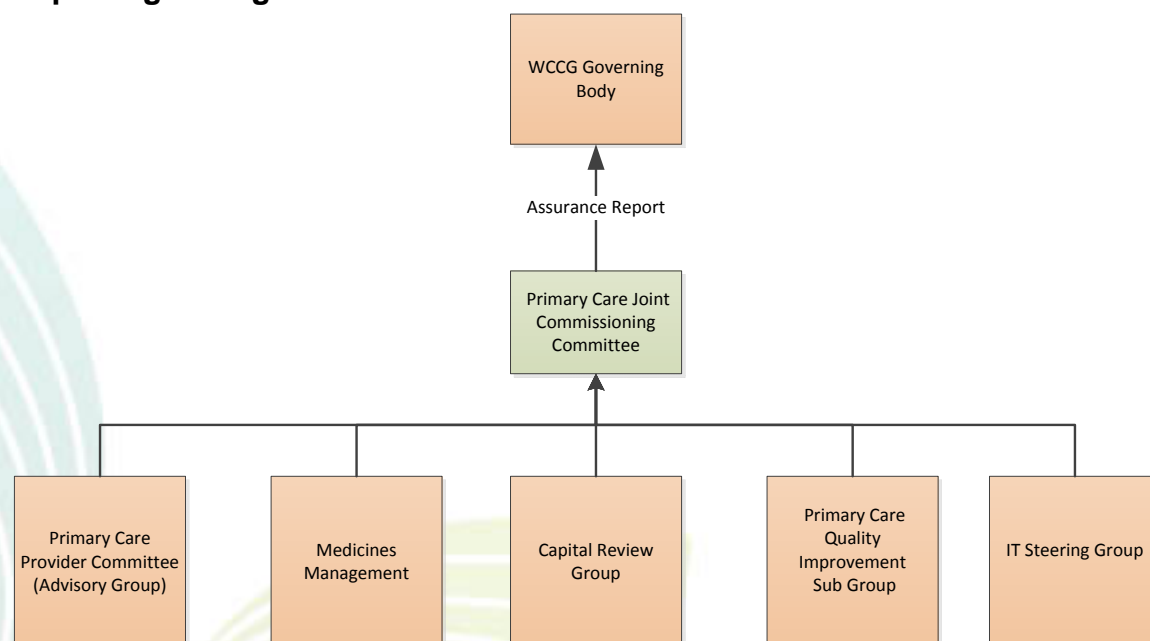 WCCG Governing
Body
Assurance Report
Primary Care Joint
Commissioning
Committee
Primary Care
Provider Committee
(Advisory Group)
Medicines
Management
Capital Review
Group
Primary Care
Quality
Improvement
Sub Group
IT Steering Group